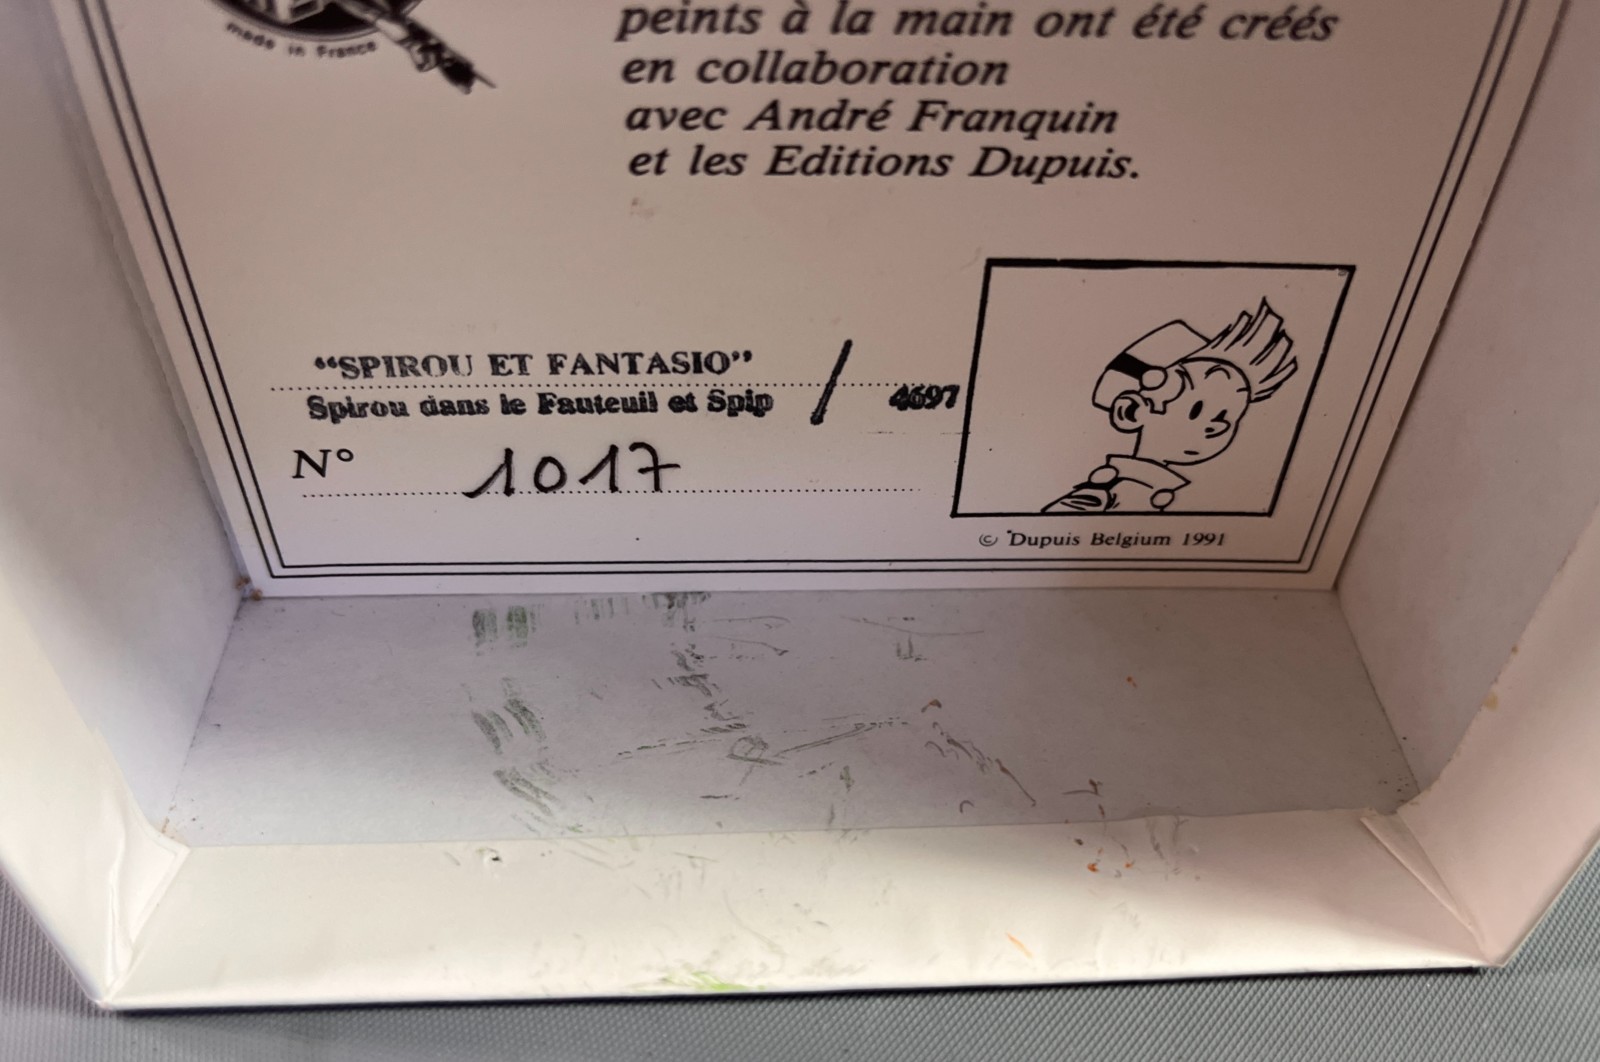 made in France
peints à la main ont été créés
en collaboration
avec André Franquin
et les Editions Dupuis.
“SPIROU ET FANTASIO”
Spirou dans le Fauteuil et Spip / 4697
N° 1017
© Dupuis Belgium 1991